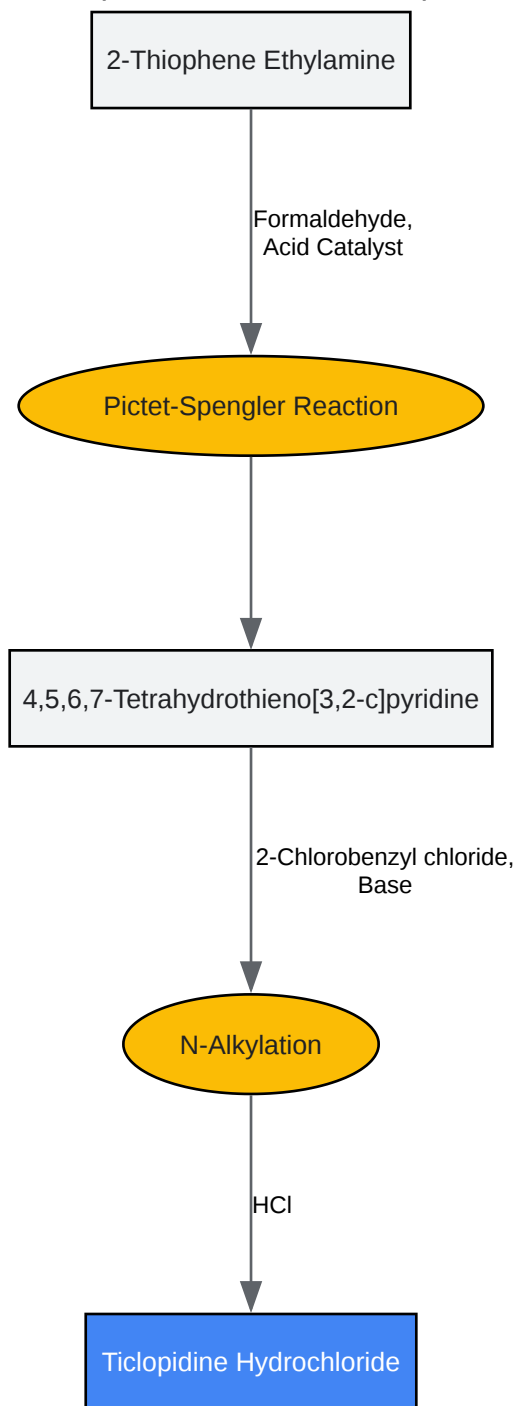 2-Thiophene Ethylamine
Formaldehyde,
Acid Catalyst
Pictet-Spengler Reaction
4,5,6,7-Tetrahydrothieno[3,2-c]pyridine
2-Chlorobenzyl chloride,
Base
N-Alkylation
HCl
Ticlopidine Hydrochloride